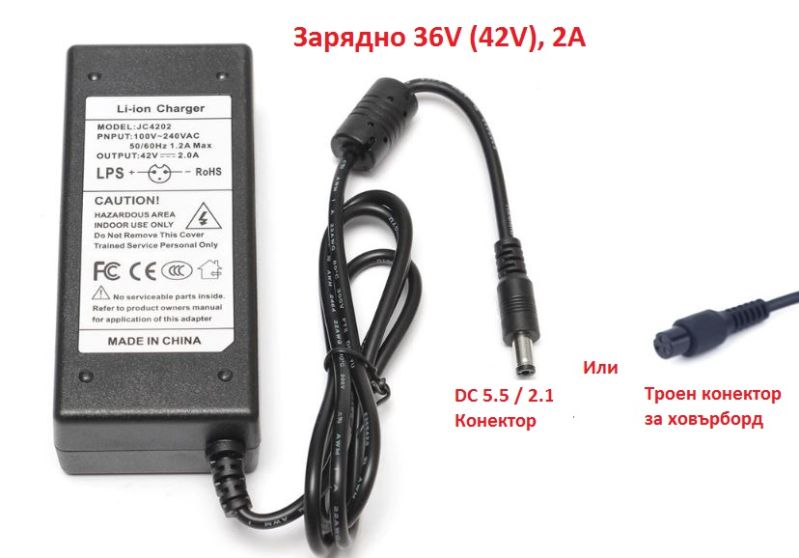 Зарядно 36V (42V), 2A
Li-ion Charger
MODEL:JC4202
PNPUT:100V~240VAC
50/60Hz 1.2A Max
OUTPUT:42V⎓2.0A
LPS + - RoHS
CAUTION!
HAZARDOUS AREA
INDOOR USE ONLY
Do Not Remove This Cover
Trained Service Personal Only
FC CE CCC
No serviceable parts inside.
Refer to product owners manual
for application of this adapter
MADE IN CHINA
Или
DC 5.5 / 2.1
Конектор
Троен конектор
за ховърборд